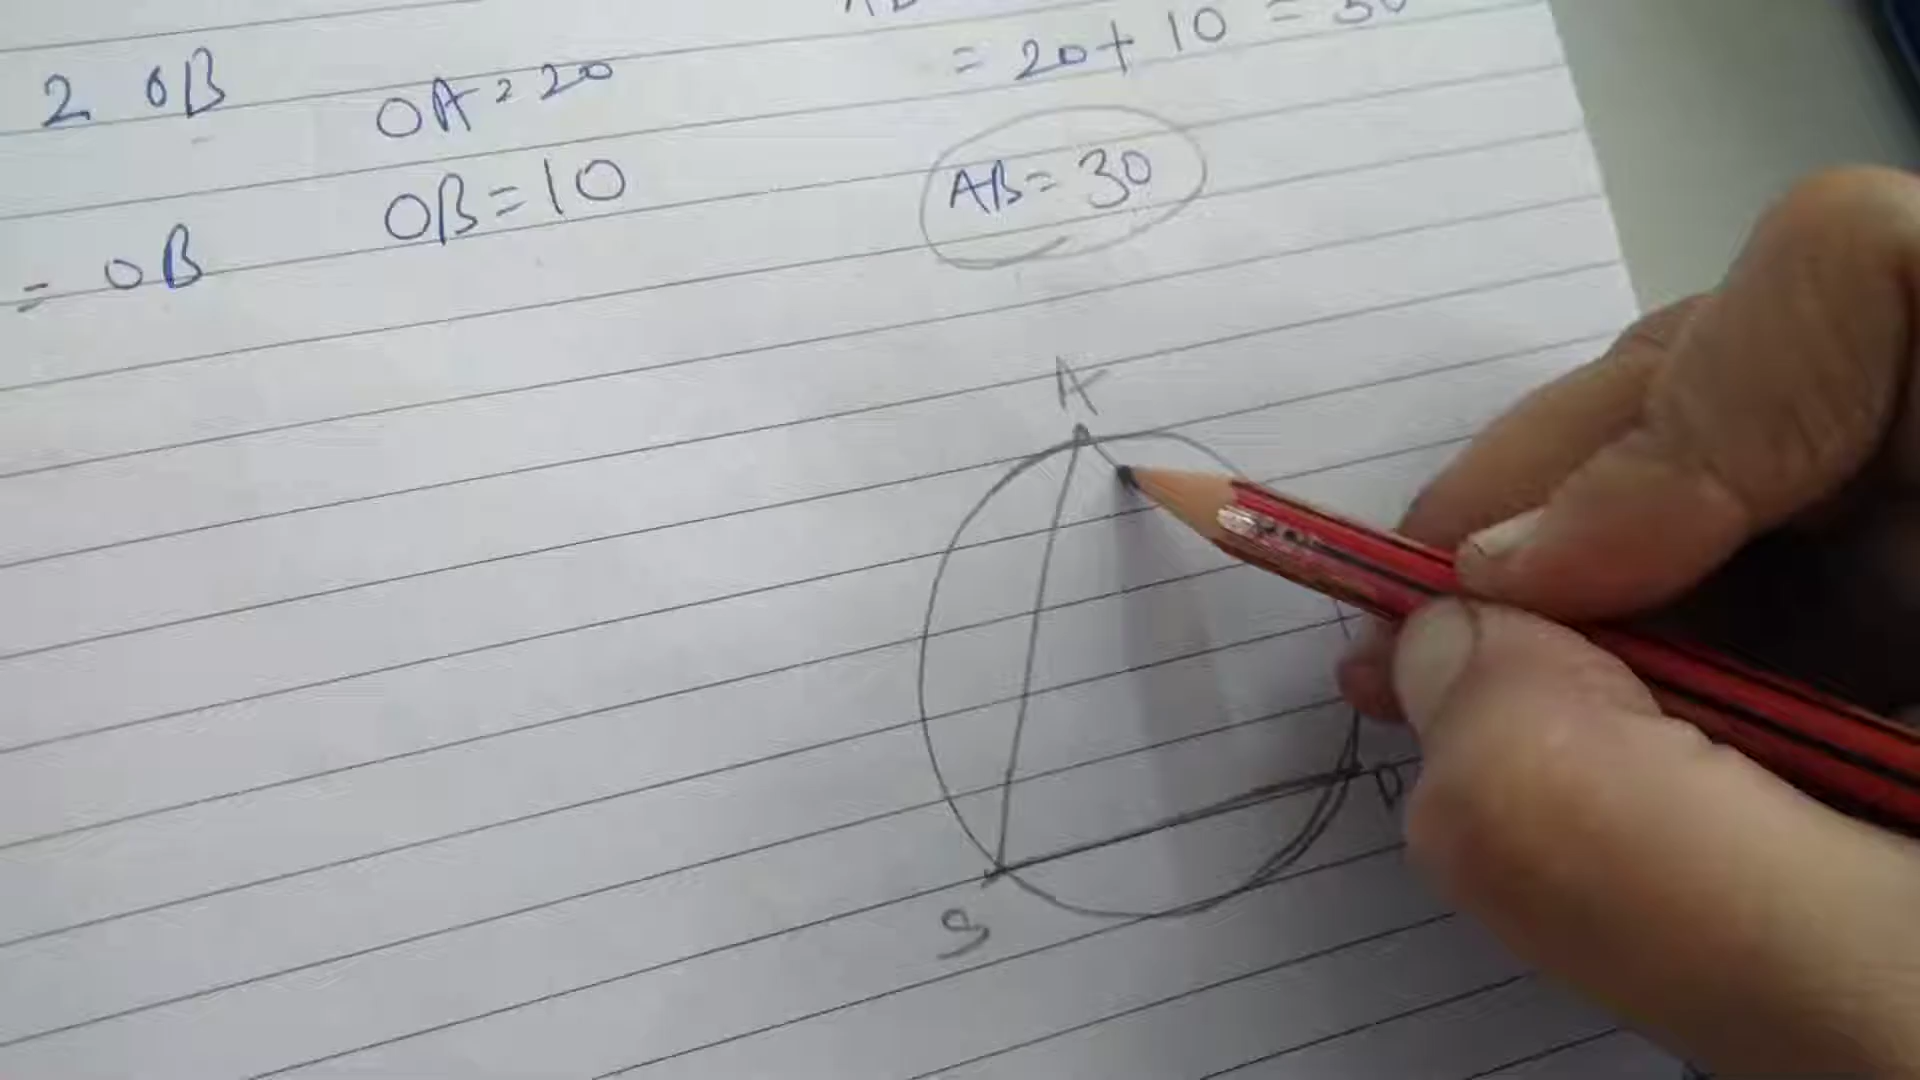 2 OB OA = 20 = 20 + 10 = 30
OB = 10 AB = 30
= OB
A
D
S